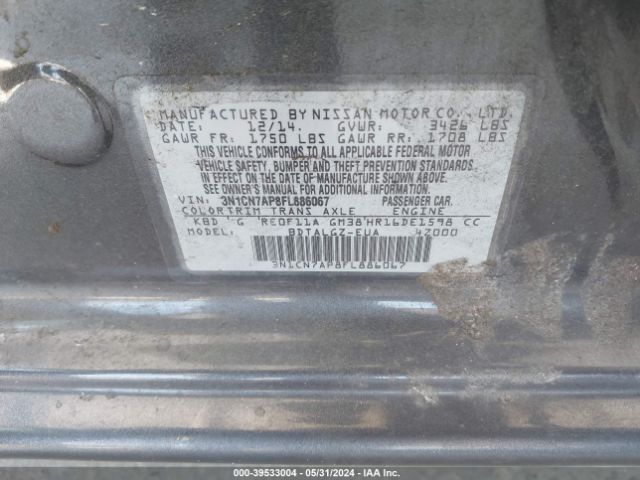 MANUFACTURED BY NISSAN MOTOR CO., LTD.
DATE: 12/14. GVWR: 3426 LBS
GAWR FR: 1750 LBS GAWR RR: 1708 LBS
THIS VEHICLE CONFORMS TO ALL APPLICABLE FEDERAL MOTOR
VEHICLE SAFETY, BUMPER AND THEFT PREVENTION STANDARDS
IN EFFECT ON THE DATE OF MANUFACTURE SHOWN ABOVE. SEE
OWNER'S MANUAL FOR ADDITIONAL INFORMATION.
VIN: 3N1CN7AP8FL886067 PASSENGER CAR.
COLOR TRIM TRANS AXLE ENGINE
KBD G RE0F11A GM38 HR16DE1598 CC
MODEL: BDTALGZ-EUA 42000
3N1CN7AP8FL886067
000-39533004 - 05/31/2024 - IAA Inc.